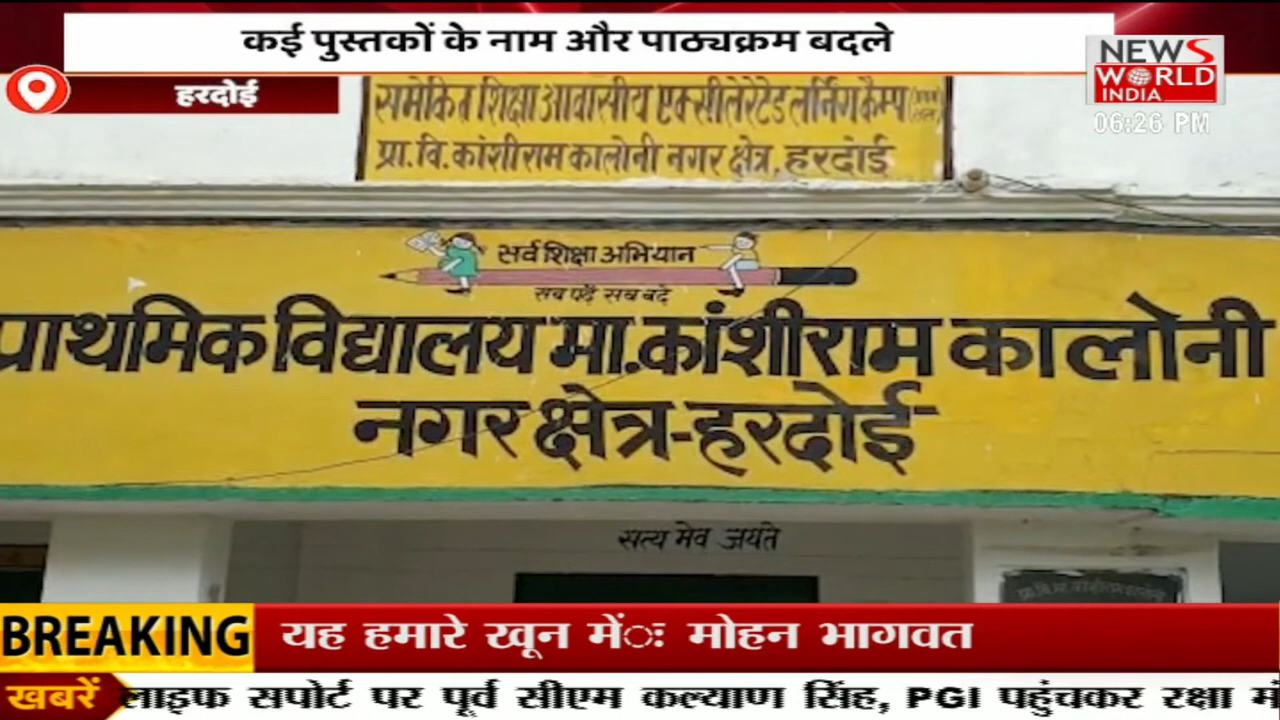 कई पुस्तकों के नाम और पाठ्यक्रम बदले
NEWS
WORLD
INDIA
06:26 PM
हरदोई
समेकित शिक्षा आवासीय एक्सीलेरेटेड लर्निंग कैम्प
प्रा.वि.कांशीराम कालोनी नगर क्षेत्र, हरदोई
सर्व शिक्षा अभियान
सब पढ़ें सब बढ़ें
प्राथमिक विद्यालय मा.कांशीराम कालोनी
नगर क्षेत्र-हरदोई
सत्य मेव जयते
BREAKING
यह हमारे खून में: मोहन भागवत
खबरें
लाइफ सपोर्ट पर पूर्व सीएम कल्याण सिंह, PGI पहुंचकर रक्षा मं